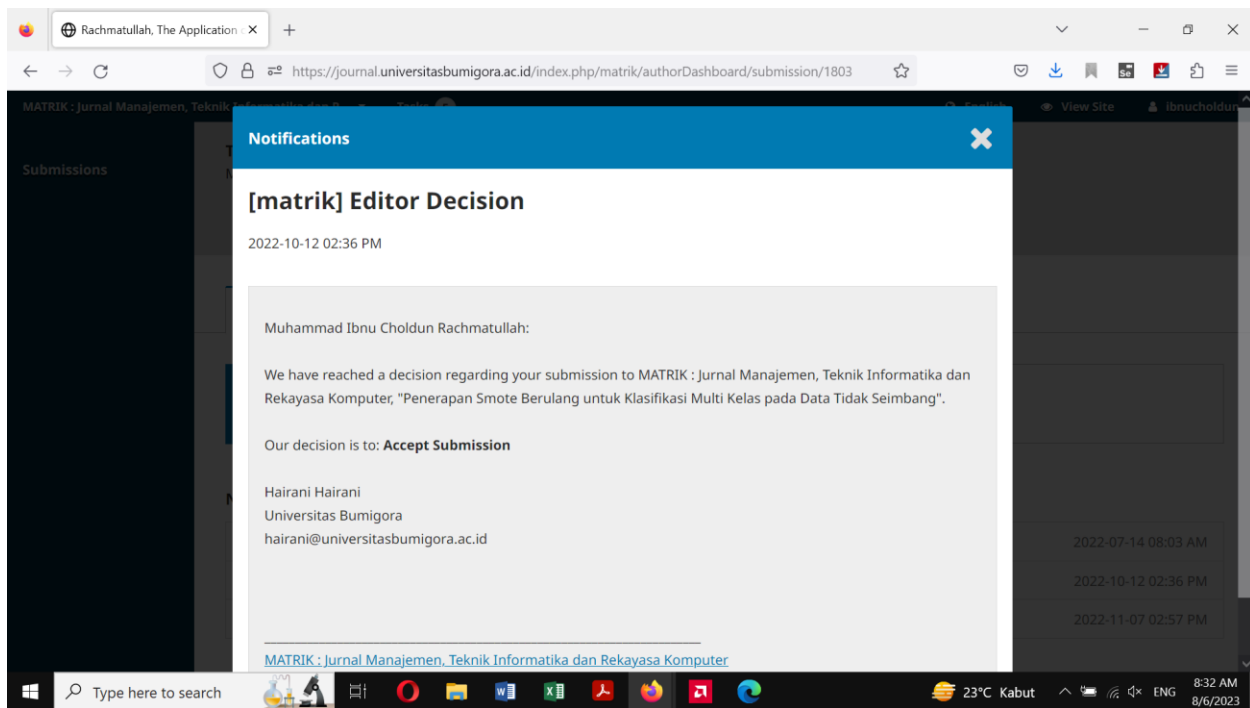 Rachmatullah, The Application
https://journal.universitasbumigora.ac.id/index.php/matrik/authorDashboard/submission/1803
MATRIK : Jurnal Manajemen, Teknik
Tasks
English
View Site
ibnucholdun
Submissions
Notifications
[matrik] Editor Decision
2022-10-12 02:36 PM
Muhammad Ibnu Choldun Rachmatullah:
We have reached a decision regarding your submission to MATRIK : Jurnal Manajemen, Teknik Informatika dan
Rekayasa Komputer, "Penerapan Smote Berulang untuk Klasifikasi Multi Kelas pada Data Tidak Seimbang".
Our decision is to: Accept Submission
Hairani Hairani
Universitas Bumigora
hairani@universitasbumigora.ac.id
2022-07-14 08:03 AM
2022-10-12 02:36 PM
2022-11-07 02:57 PM
MATRIK : Jurnal Manajemen, Teknik Informatika dan Rekayasa Komputer
Type here to search
23°C Kabut
ENG
8:32 AM
8/6/2023